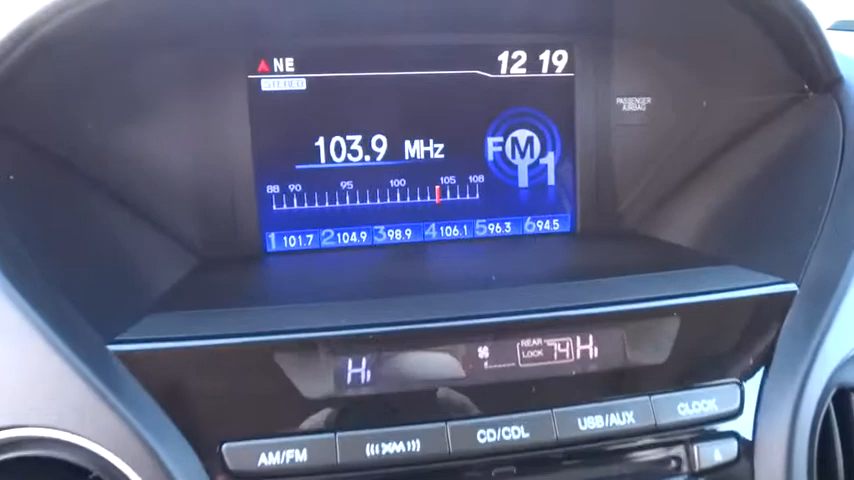 NE
12 19
STEREO
PASSENGER
AIRBAG
103.9 MHz
FM 1
88 90 95 100 105 108
1 101.7 2 104.9 3 98.9 4 106.1 5 96.3 6 94.5
Hi
REAR
LOCK 74 Hi
AM/FM
(((XM)))
CD/CDL
USB/AUX
CLOCK